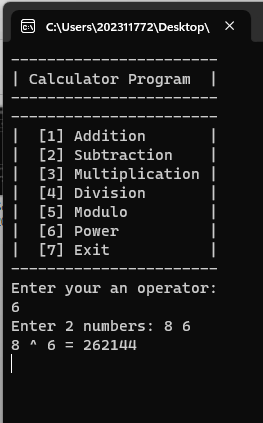 C:\Users\202311772\Desktop\
-----------------------
| Calculator Program  |
-----------------------
-----------------------
|  [1] Addition       |
|  [2] Subtraction    |
|  [3] Multiplication |
|  [4] Division       |
|  [5] Modulo         |
|  [6] Power          |
|  [7] Exit           |
-----------------------
Enter your an operator:
6
Enter 2 numbers: 8 6
8 ^ 6 = 262144